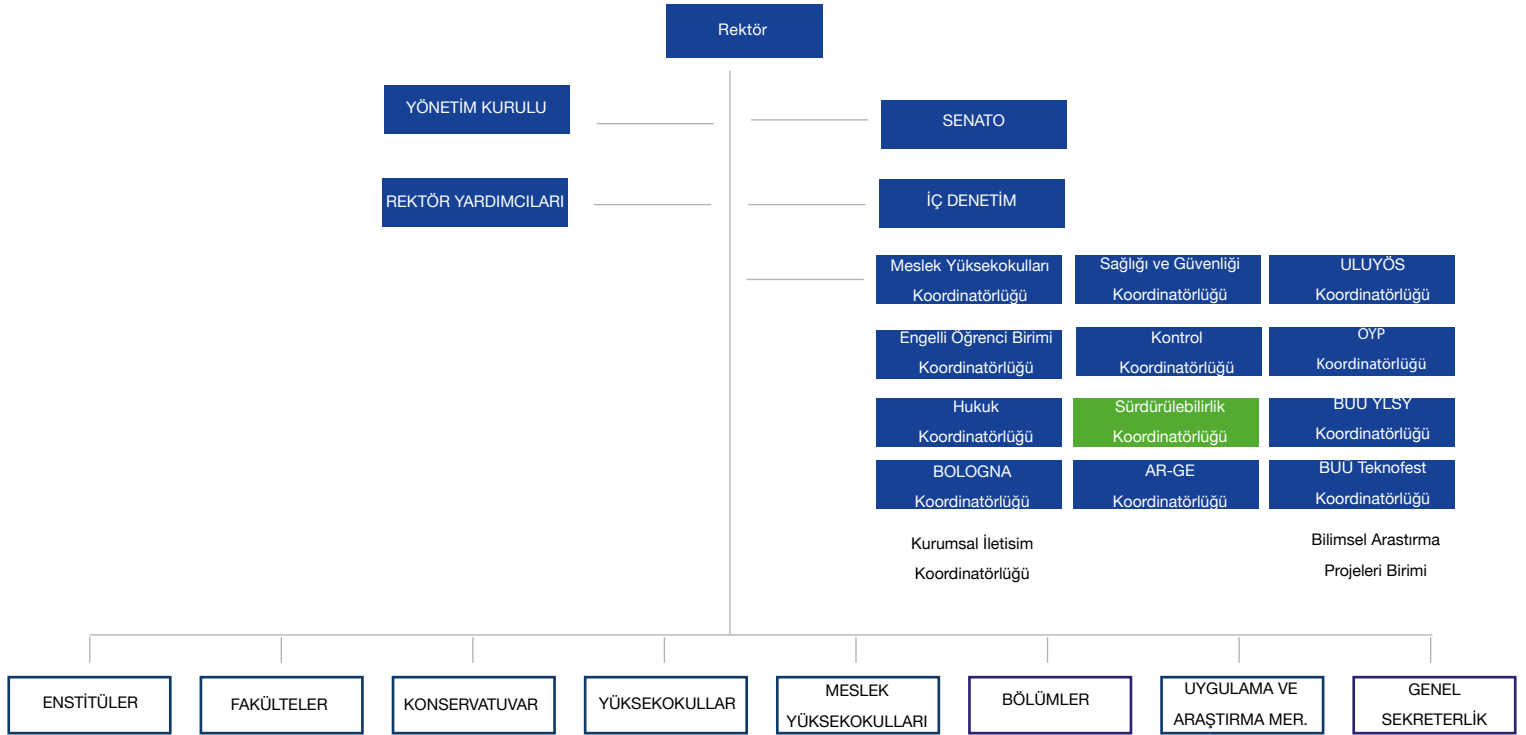 Rektör
YÖNETİM KURULU
SENATO
REKTÖR YARDIMCILARI
İÇ DENETİM
Meslek Yüksekokulları
Koordinatörlüğü
Sağlığı ve Güvenliği
Koordinatörlüğü
ULUYÖS
Koordinatörlüğü
Engelli Öğrenci Birimi
Koordinatörlüğü
Kontrol
Koordinatörlüğü
OYP
Koordinatörlüğü
Hukuk
Koordinatörlüğü
Sürdürülebilirlik
Koordinatörlüğü
BUÜ YLSY
Koordinatörlüğü
BOLOGNA
Koordinatörlüğü
AR-GE
Koordinatörlüğü
BUÜ Teknofest
Koordinatörlüğü
Kurumsal İletisim
Koordinatörlüğü
Bilimsel Arastırma
Projeleri Birimi
ENSTİTÜLER
FAKÜLTELER
KONSERVATUVAR
YÜKSEKOKULLAR
MESLEK
YÜKSEKOKULLARI
BÖLÜMLER
UYGULAMA VE
ARAŞTIRMA MER.
GENEL
SEKRETERLİK